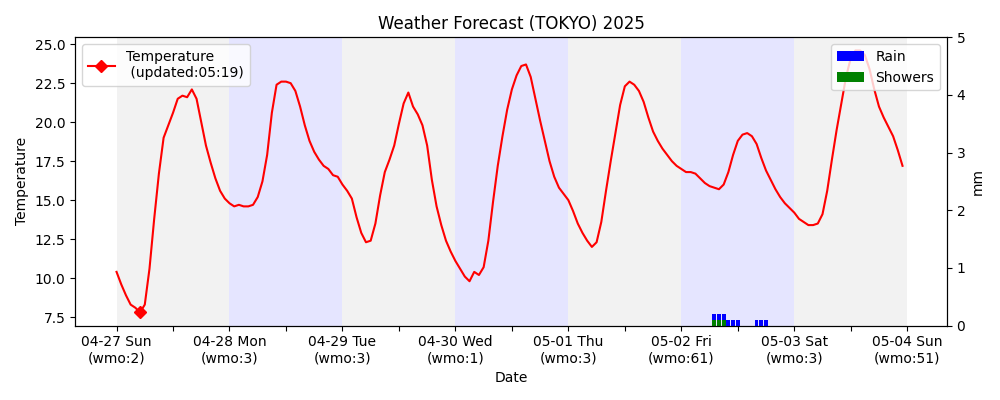 Weather Forecast (TOKYO) 2025
Temperature
(updated:05:19)
Rain
Showers
Temperature
25.0
22.5
20.0
17.5
15.0
12.5
10.0
7.5
5
4
3
2
1
0
mm
04-27 Sun
(wmo:2)
04-28 Mon
(wmo:3)
04-29 Tue
(wmo:3)
04-30 Wed
(wmo:1)
05-01 Thu
(wmo:3)
05-02 Fri
(wmo:61)
05-03 Sat
(wmo:3)
05-04 Sun
(wmo:51)
Date